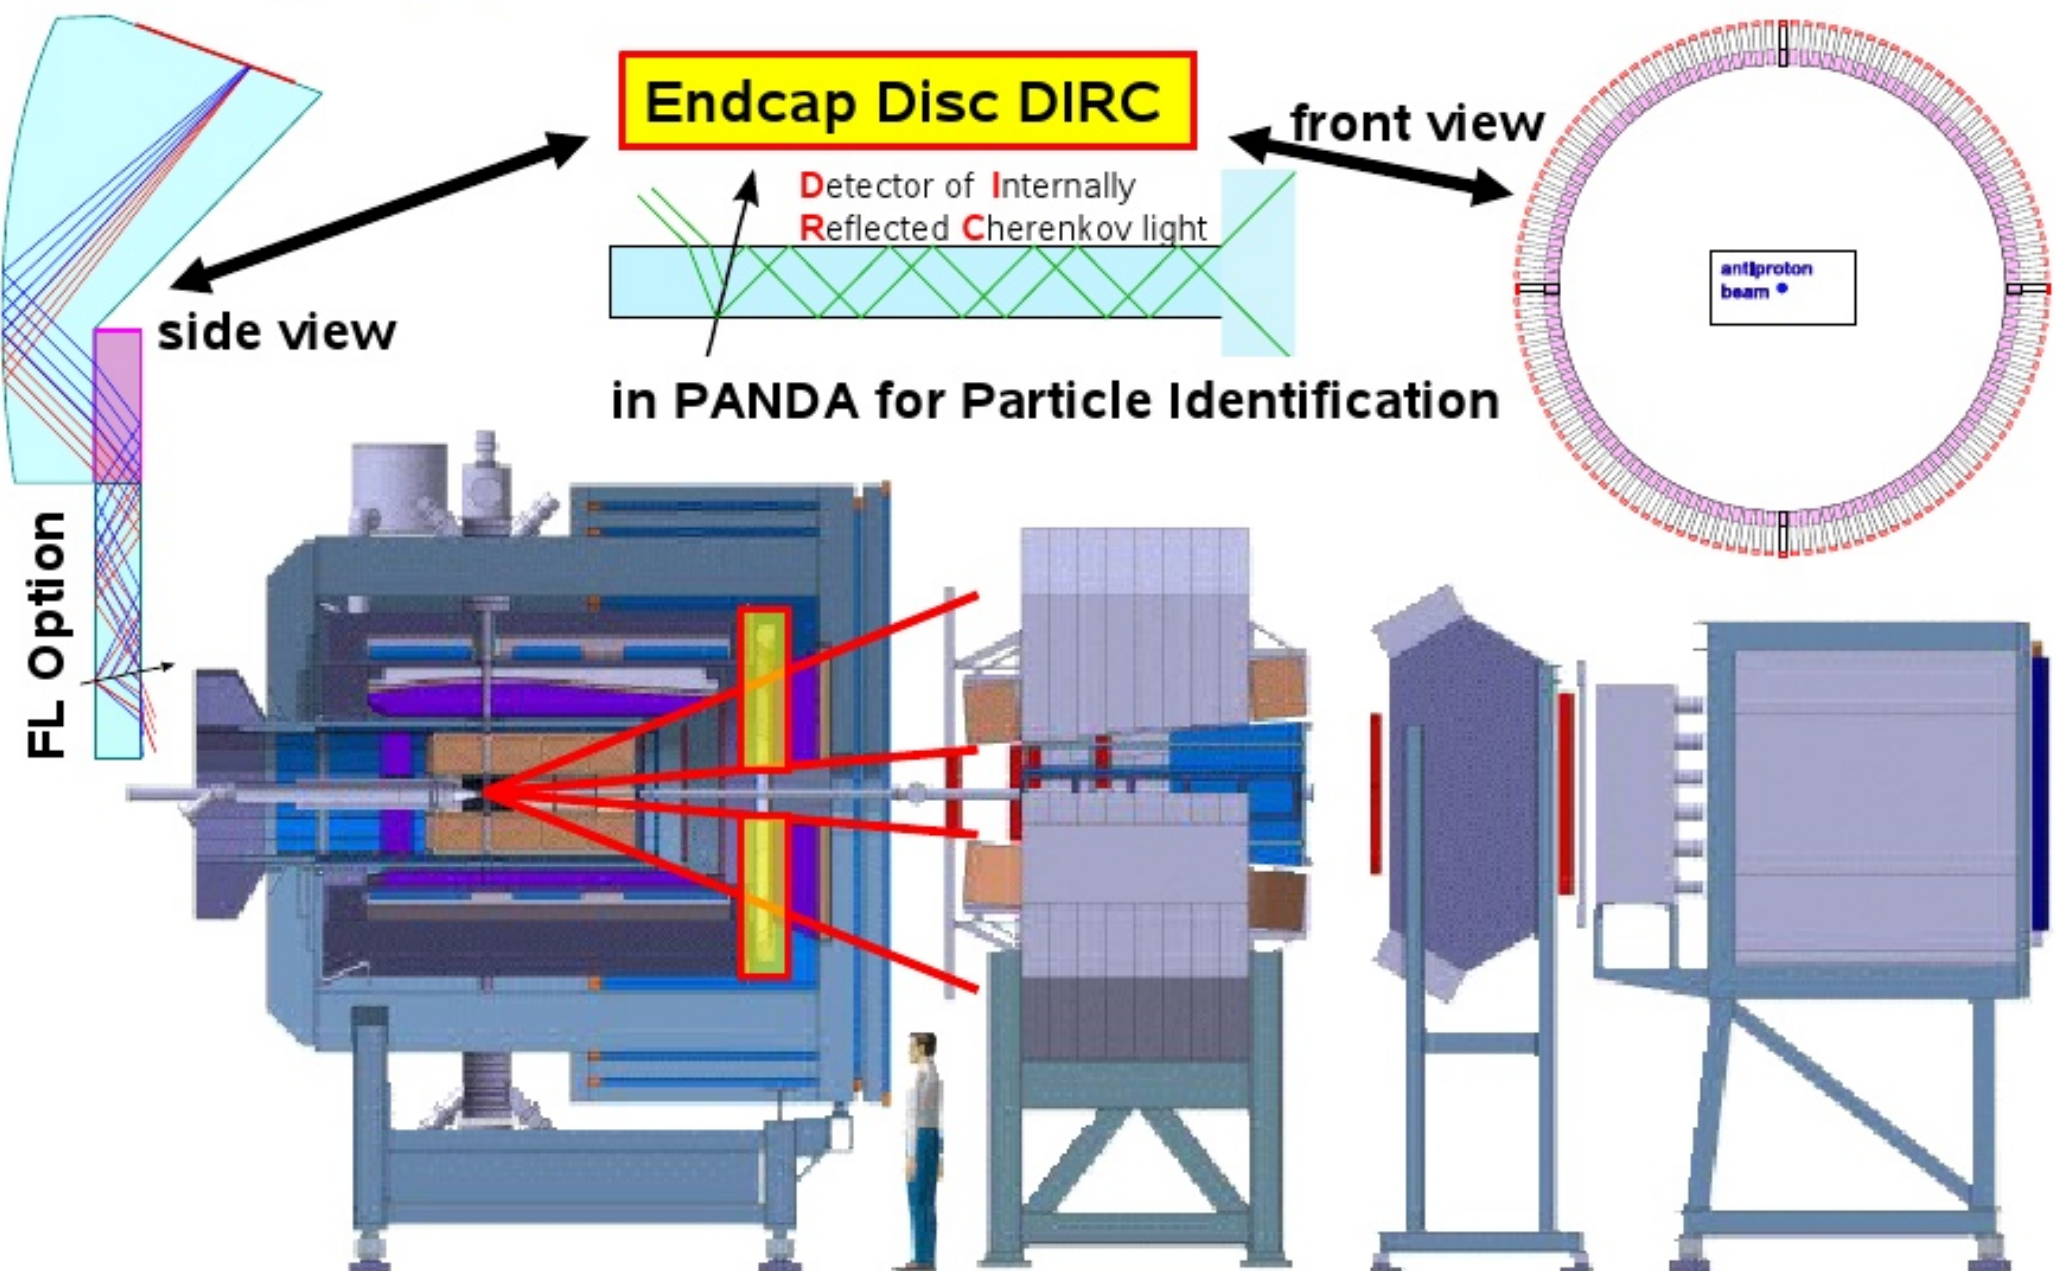 Endcap Disc DIRC
front view
Detector of Internally
Reflected Cherenkov light
antiproton
beam
side view
in PANDA for Particle Identification
FL Option